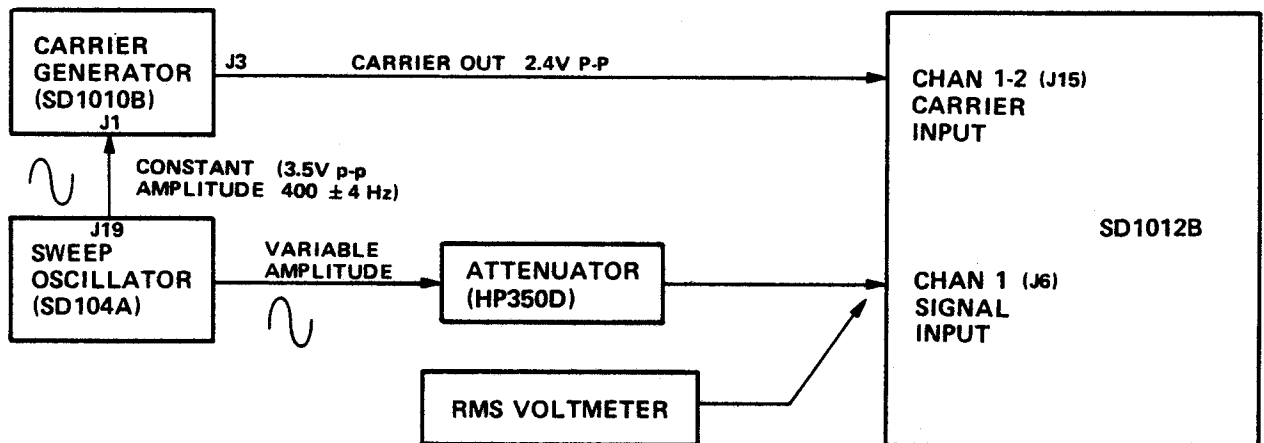 CARRIER
GENERATOR
(SD1010B)
J1
J3
CARRIER OUT 2.4V P-P
CHAN 1-2 (J15)
CARRIER
INPUT
CONSTANT (3.5V p-p
AMPLITUDE 400 ± 4 Hz)
J19
SWEEP
OSCILLATOR
(SD104A)
VARIABLE
AMPLITUDE
ATTENUATOR
(HP350D)
SD1012B
CHAN 1 (J6)
SIGNAL
INPUT
RMS VOLTMETER